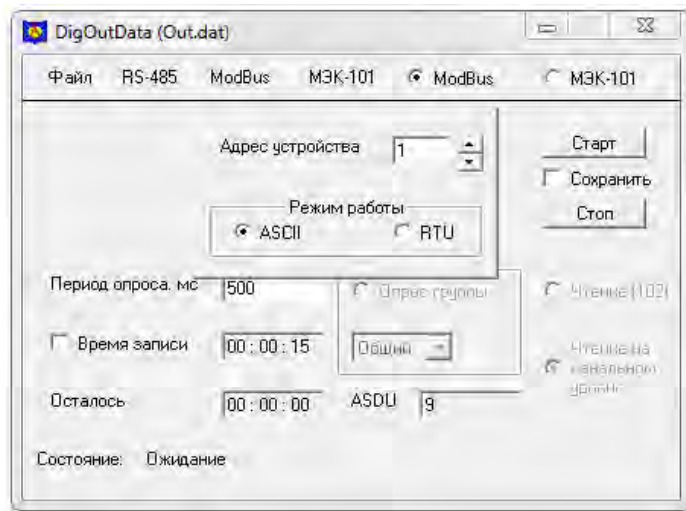 DigOutData (Out.dat)
Файл RS-485 ModBus МЭК-101 ModBus МЭК-101
Адрес устройства 1 Старт
Сохранить
Режим работы Стоп
ASCII RTU
Период опроса. мс 500 Опрос группы Чтение (102)
Время записи 00 : 00 : 15 Общий Чтение на
канальном
уровне
Осталось 00 : 00 : 00 ASDU 9
Состояние: Ожидание